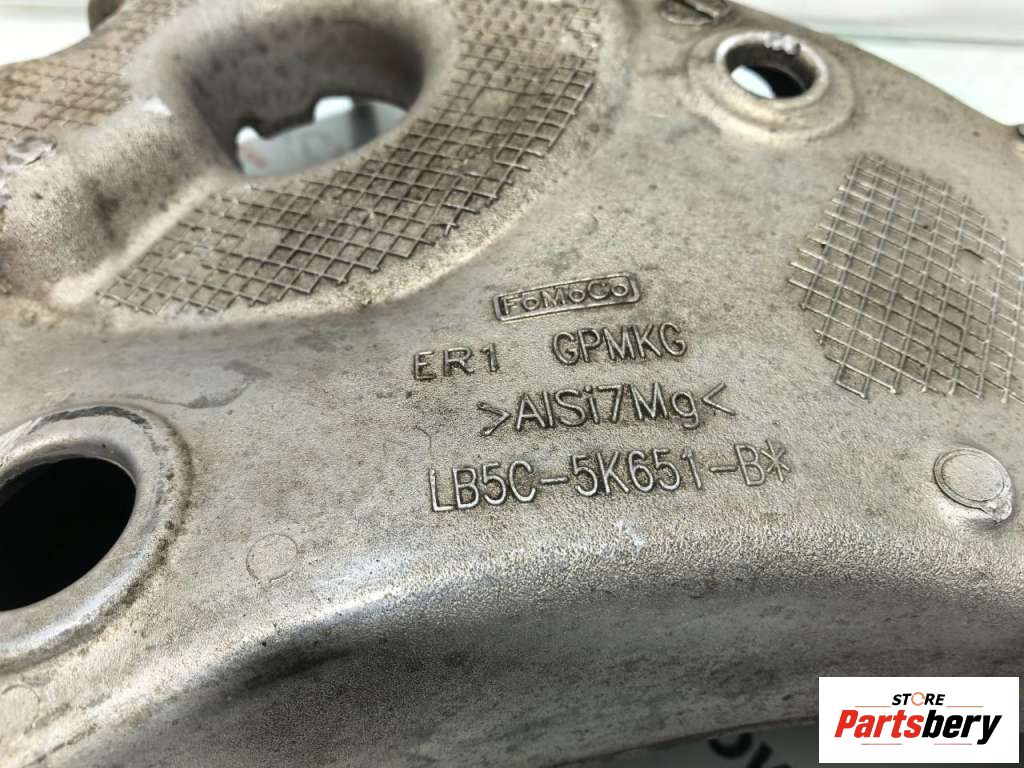 FoMoCo
ER1 GPMKG
>AlSi7Mg<
LB5C-5K651-B*
STORE
Partsbery